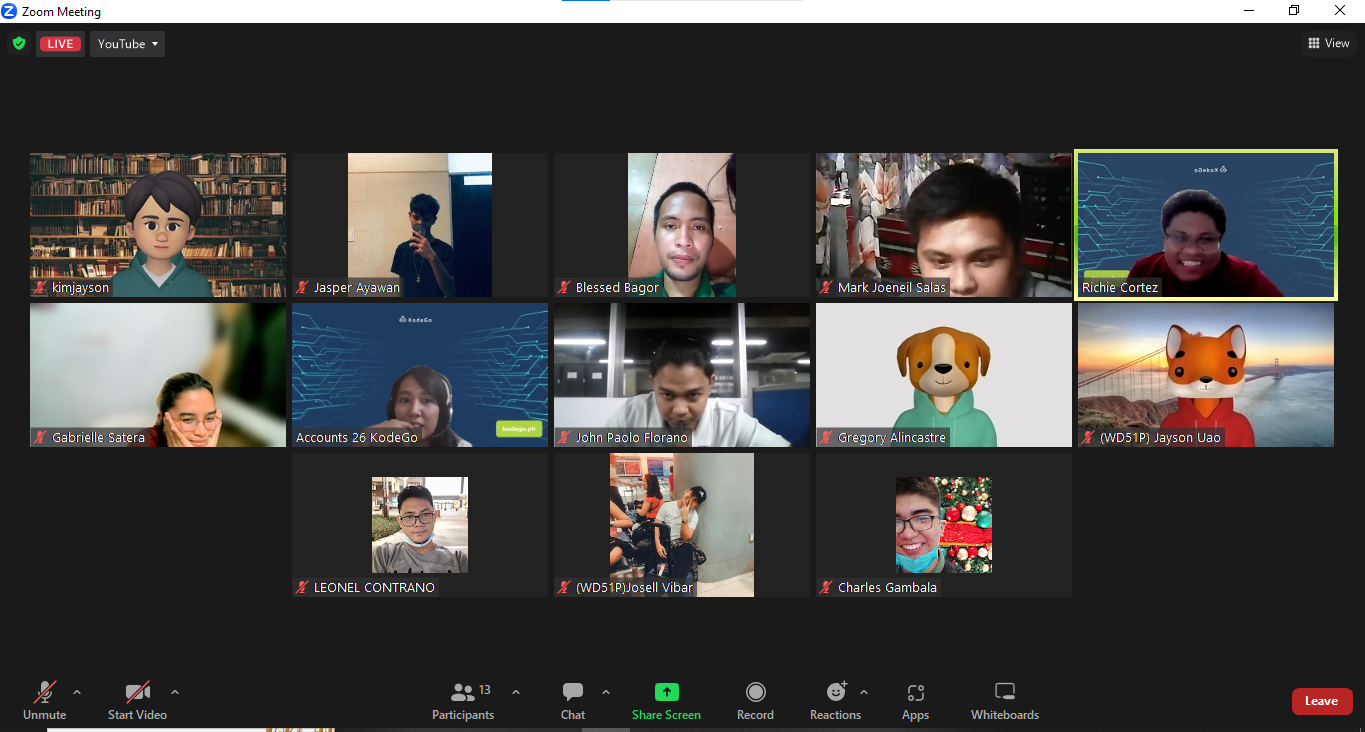 Zoom Meeting
LIVE
YouTube
View
kimjayson
Jasper Ayawan
Blessed Bagor
Mark Joeneil Salas
KodeGo
Richie Cortez
Gabrielle Satera
KodeGo
kodego.ph
Accounts 26 KodeGo
John Paolo Florano
Gregory Alincastre
(WD51P) Jayson Uao
LEONEL CONTRANO
(WD51P)Josell Vibar
Charles Gambala
Unmute
Start Video
13
Participants
Chat
Share Screen
Record
Reactions
Apps
Whiteboards
Leave